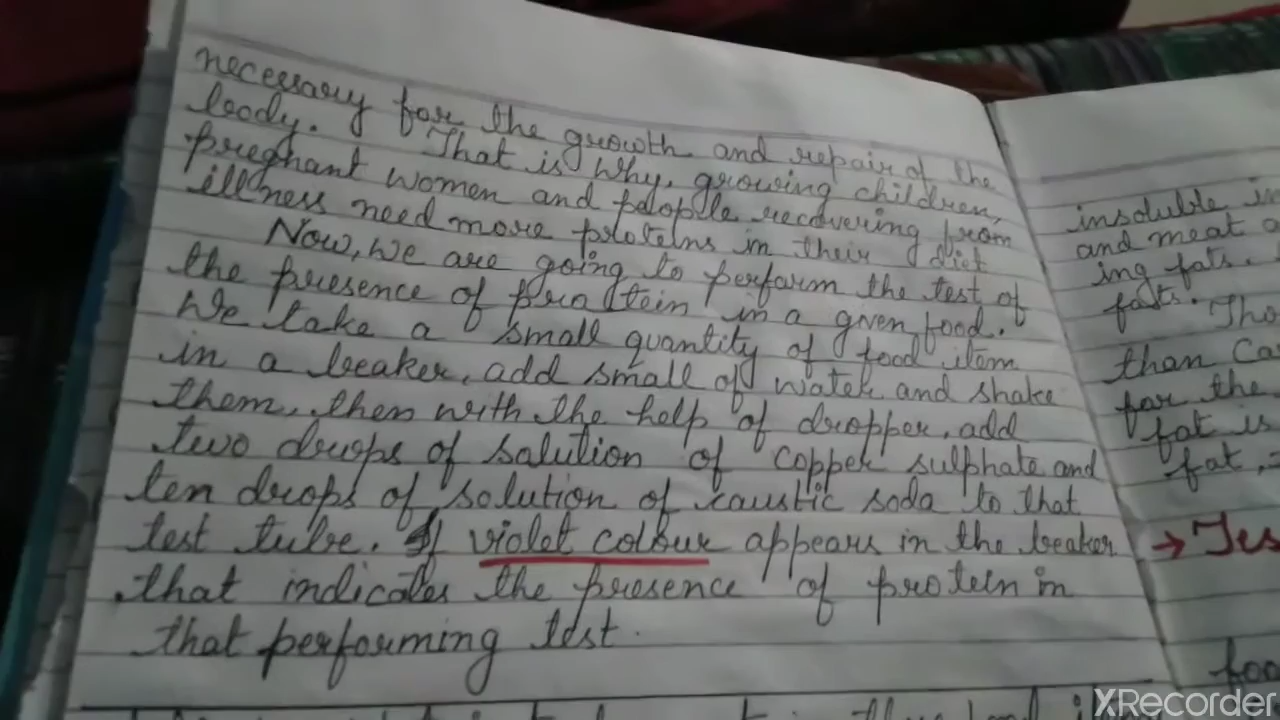 necessary for the growth and repair of the
body. That is why, growing children,
pregnant women and people recovering from
illness need more proteins in their diet
Now, we are going to perform the test of
the presence of protein in a given food.
We take a small quantity of food item
in a beaker, add small of water and shake
them, then with the help of dropper, add
two drops of solution of copper sulphate and
ten drops of solution of caustic soda to that
test tube. If violet colour appears in the beaker
that indicates the presence of protein in
that performing test.
insoluble in
and meat
ing fats.
fats.
than
for the
fat is
fat,
XRecorder